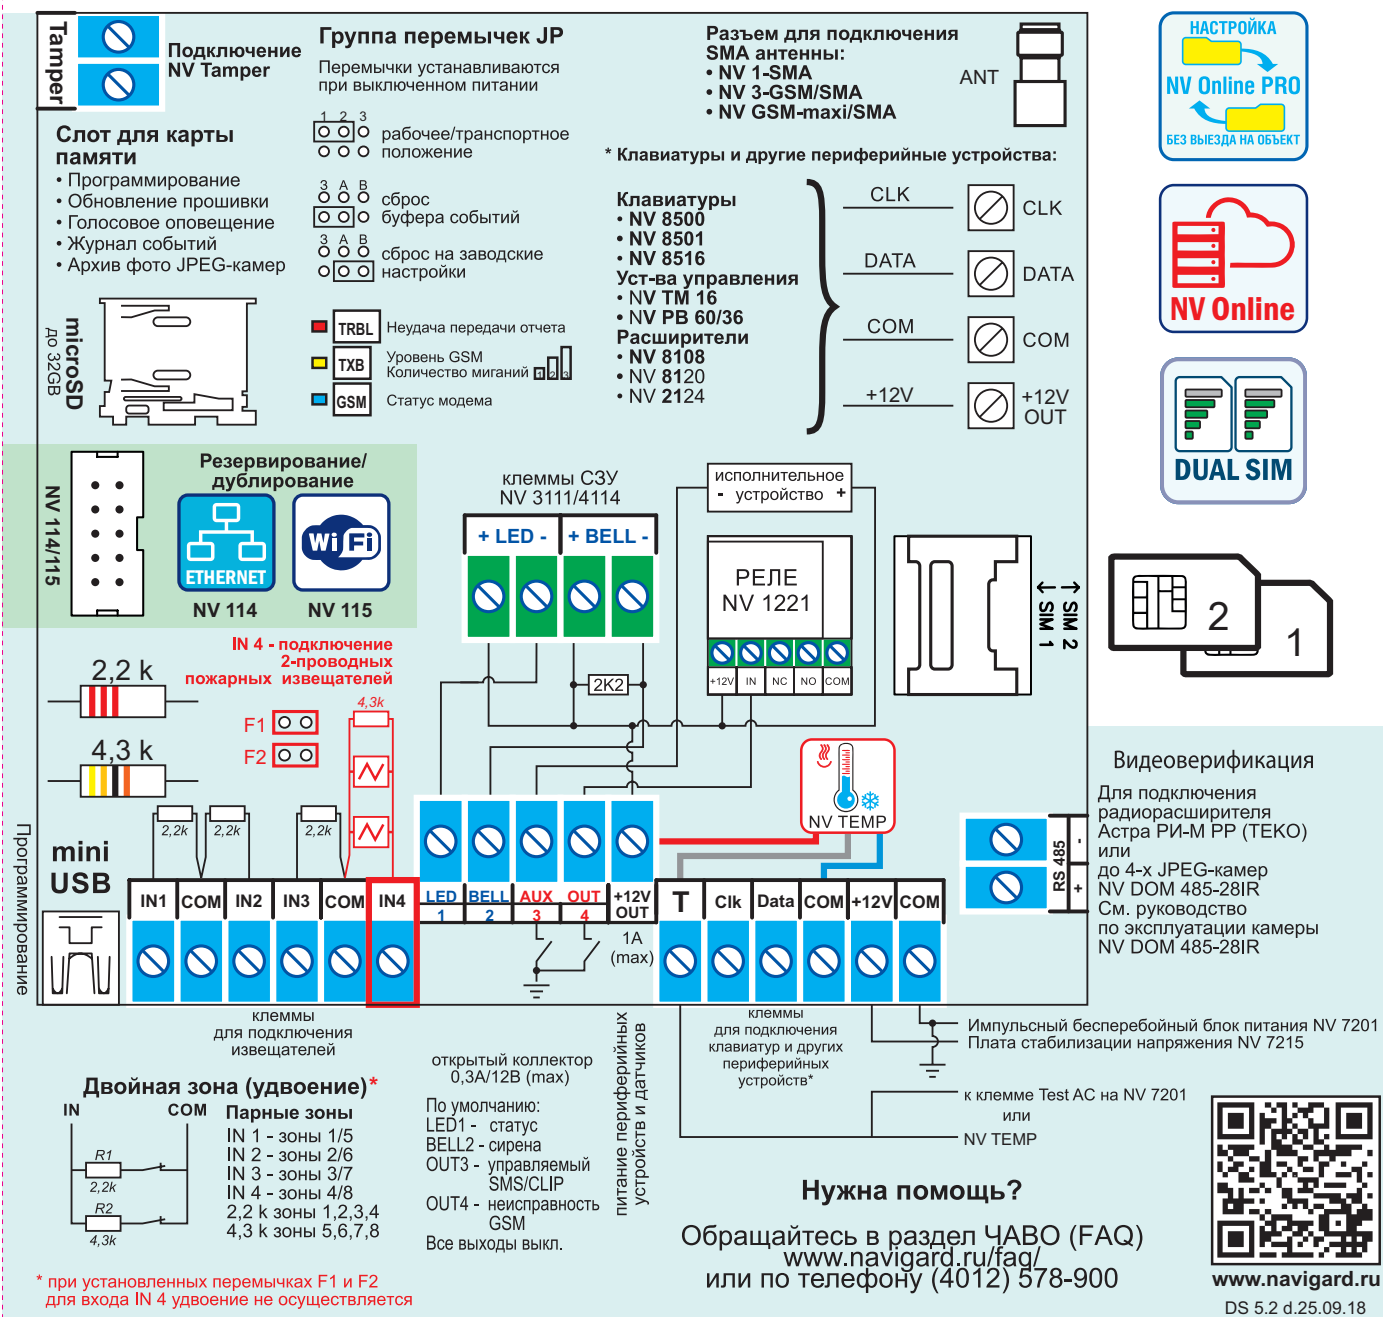 Tamper
Подключение
NV Tamper
Группа перемычек JP
Перемычки устанавливаются
при выключенном питании
1 2 3
рабочее/транспортное
положение
3 A B
сброс
буфера событий
3 A B
сброс на заводские
настройки
TRBL Неудача передачи отчета
TXB Уровень GSM
Количество миганий 1 2 3
GSM Статус модема
Слот для карты
памяти
• Программирование
• Обновление прошивки
• Голосовое оповещение
• Журнал событий
• Архив фото JPEG-камер
microSD
до 32GB
Разъем для подключения
SMA антенны:
• NV 1-SMA
• NV 3-GSM/SMA
• NV GSM-maxi/SMA
ANT
* Клавиатуры и другие периферийные устройства:
Клавиатуры
• NV 8500
• NV 8501
• NV 8516
Уст-ва управления
• NV TM 16
• NV PB 60/36
Расширители
• NV 8108
• NV 8120
• NV 2124
CLK CLK
DATA DATA
COM COM
+12V +12V
OUT
НАСТРОЙКА
NV Online PRO
БЕЗ ВЫЕЗДА НА ОБЪЕКТ
NV Online
DUAL SIM
NV 114/115
Резервирование/
дублирование
ETHERNET
Wi Fi
NV 114 NV 115
клеммы СЗУ
NV 3111/4114
+ LED - + BELL -
исполнительное
- устройство +
РЕЛЕ
NV 1221
+12V IN NC NO COM
SIM 2
SIM 1
2
1
IN 4 - подключение
2-проводных
пожарных извещателей
2,2 k
4,3 k
F1
F2
4,3k
2K2
2,2k 2,2k 2,2k
NV TEMP
Программирование
mini
USB
IN1 COM IN2 IN3 COM IN4
LED BELL AUX OUT +12V
1 2 3 4 OUT
1A
(max)
T Clk Data COM +12V COM
RS 485
- +
Видеоверификация
Для подключения
радиорасширителя
Астра РИ-М РР (ТЕКО)
или
до 4-х JPEG-камер
NV DOM 485-28IR
См. руководство
по эксплуатации камеры
NV DOM 485-28IR
клеммы
для подключения
извещателей
открытый коллектор
0,3А/12В (max)
По умолчанию:
LED1 - статус
BELL2 - сирена
OUT3 - управляемый
SMS/CLIP
OUT4 - неисправность
GSM
Все выходы выкл.
питание периферийных
устройств и датчиков
клеммы
для подключения
клавиатур и других
периферийных
устройств*
Импульсный бесперебойный блок питания NV 7201
Плата стабилизации напряжения NV 7215
к клемме Test AC на NV 7201
или
NV TEMP
Двойная зона (удвоение)*
IN COM
R1
2,2k
R2
4,3k
Парные зоны
IN 1 - зоны 1/5
IN 2 - зоны 2/6
IN 3 - зоны 3/7
IN 4 - зоны 4/8
2,2 k зоны 1,2,3,4
4,3 k зоны 5,6,7,8
* при установленных перемычках F1 и F2
для входа IN 4 удвоение не осуществляется
Нужна помощь?
Обращайтесь в раздел ЧАВО (FAQ)
www.navigard.ru/faq/
или по телефону (4012) 578-900
www.navigard.ru
DS 5.2 d.25.09.18